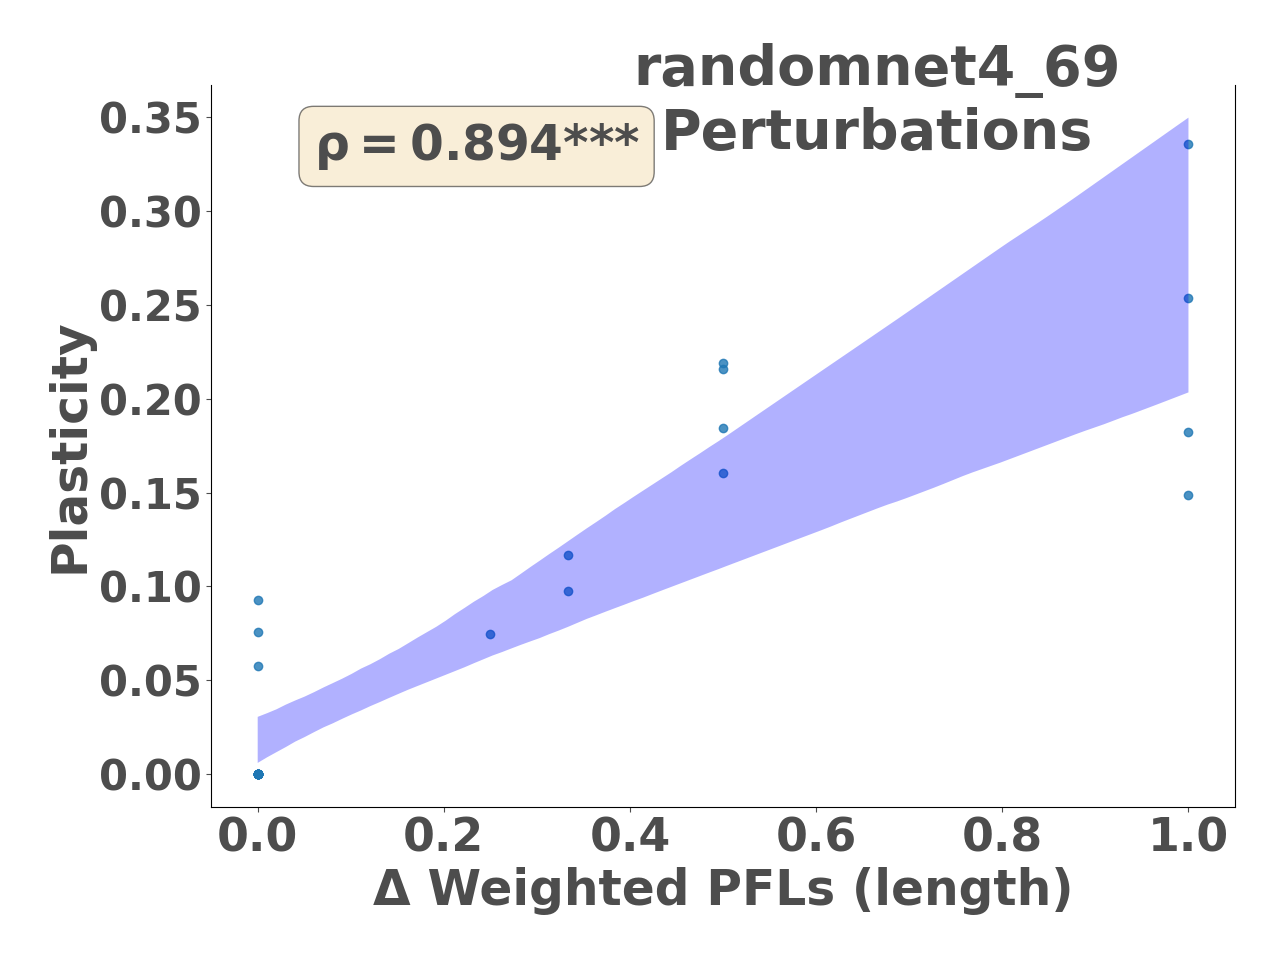 randomnet4_69
Perturbations
ρ = 0.894***
0.35
0.30
0.25
0.20
0.15
0.10
0.05
0.00
Plasticity
0.0 0.2 0.4 0.6 0.8 1.0
Δ Weighted PFLs (length)